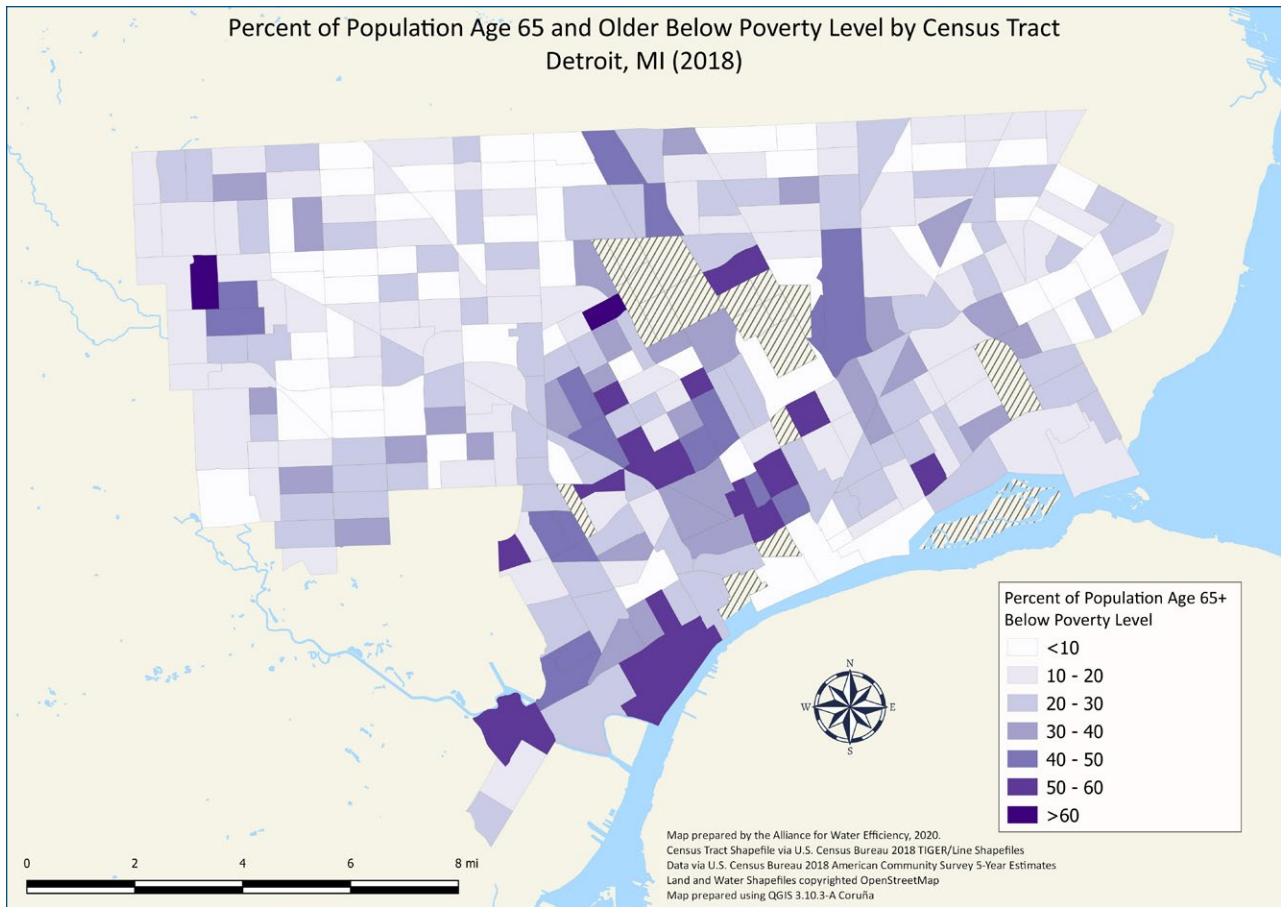 Percent of Population Age 65 and Older Below Poverty Level by Census Tract
Detroit, MI (2018)
Percent of Population Age 65+
Below Poverty Level
<10
10 - 20
20 - 30
30 - 40
40 - 50
50 - 60
>60
N
W
E
S
Map prepared by the Alliance for Water Efficiency, 2020.
Census Tract Shapefile via U.S. Census Bureau 2018 TIGER/Line Shapefiles
Data via U.S. Census Bureau 2018 American Community Survey 5-Year Estimates
Land and Water Shapefiles copyrighted OpenStreetMap
Map prepared using QGIS 3.10.3-A Coruña
0 2 4 6 8 mi